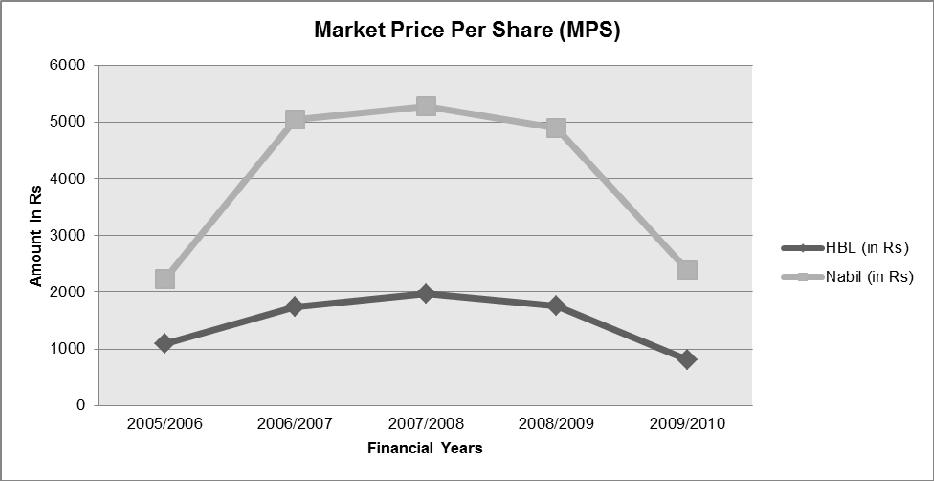 Market Price Per Share (MPS)
6000
5000
4000
3000
2000
1000
0
Amount In Rs
2005/2006 2006/2007 2007/2008 2008/2009 2009/2010
Financial Years
HBL (in Rs)
Nabil (in Rs)